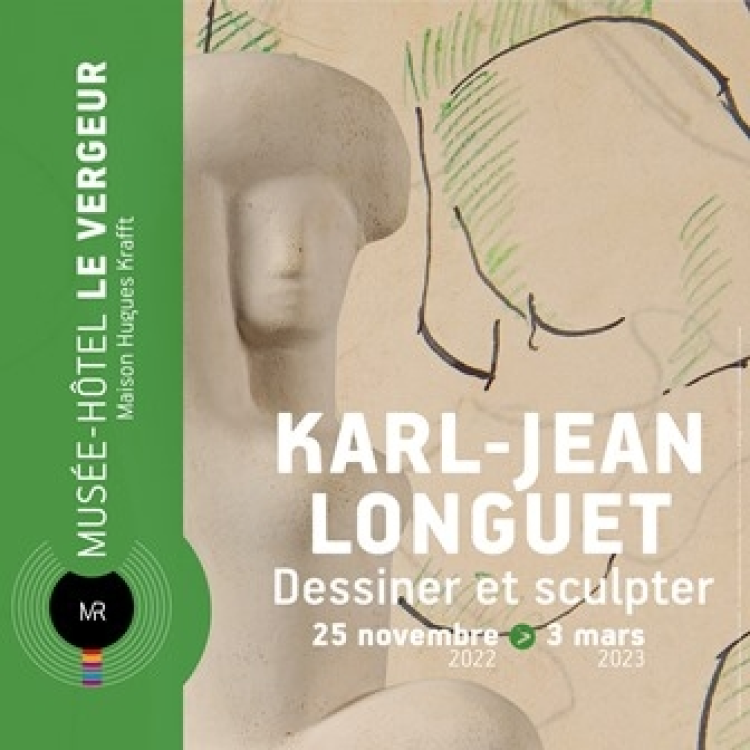 MUSÉE-HÔTEL LE VERGEUR
Maison Hugues Krafft
MR
KARL-JEAN
LONGUET
Dessiner et sculpter
25 novembre > 3 mars
2022 2023